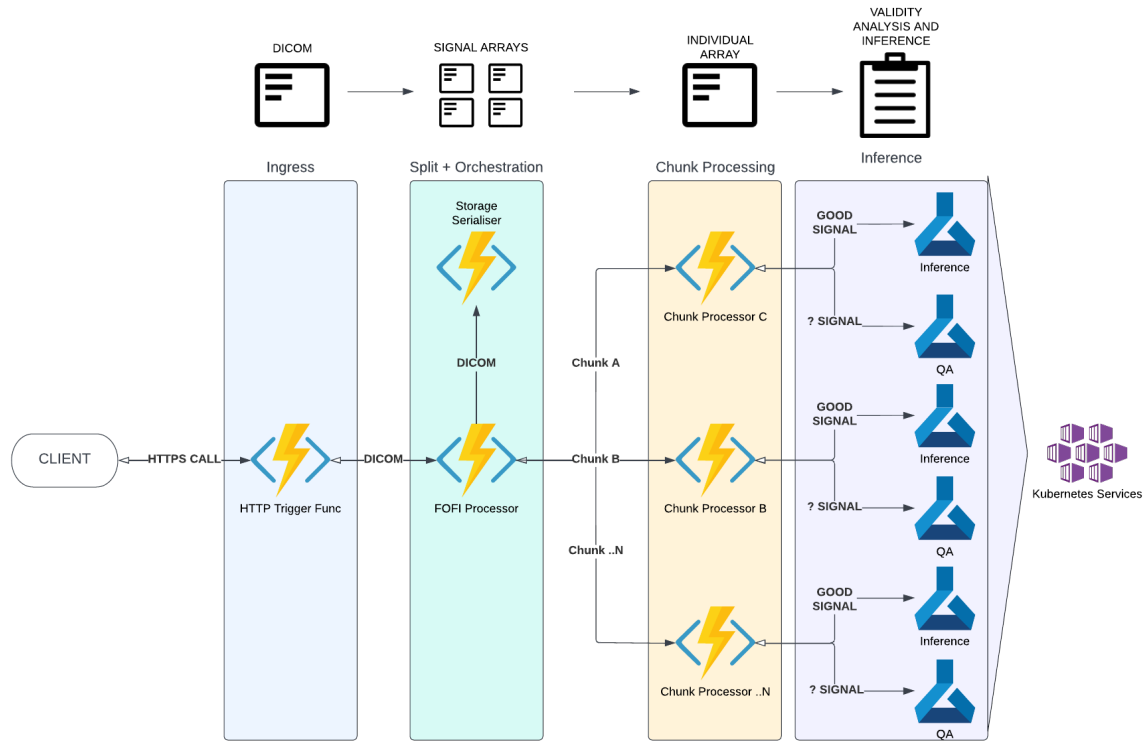 DICOM
SIGNAL ARRAYS
INDIVIDUAL
ARRAY
VALIDITY
ANALYSIS AND
INFERENCE
Ingress
Split + Orchestration
Chunk Processing
Inference
Storage
Serialiser
DICOM
CLIENT
HTTPS CALL
HTTP Trigger Func
DICOM
FOFI Processor
Chunk A
Chunk B
Chunk ..N
Chunk Processor C
Chunk Processor B
Chunk Processor ..N
GOOD
SIGNAL
Inference
? SIGNAL
QA
GOOD
SIGNAL
Inference
? SIGNAL
QA
GOOD
SIGNAL
Inference
? SIGNAL
QA
Kubernetes Services